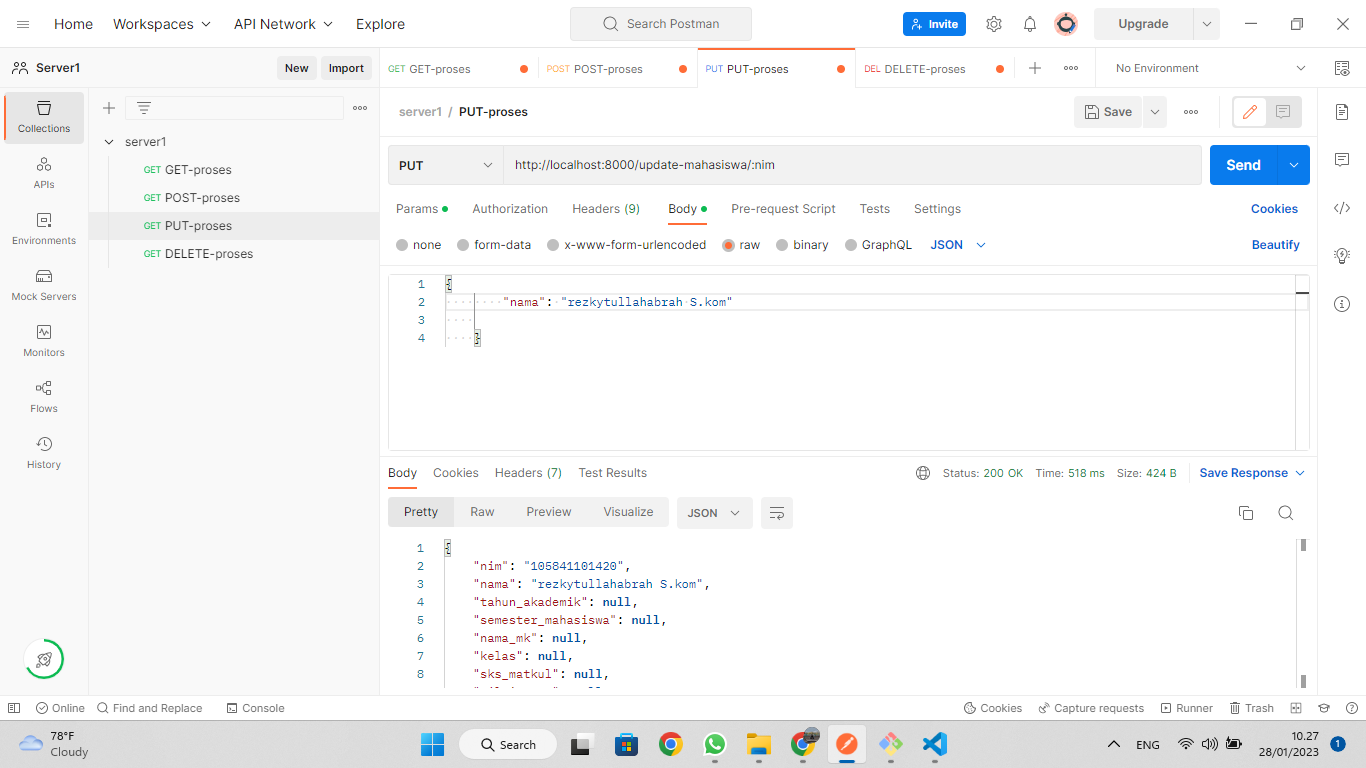 Home Workspaces API Network Explore Search Postman Invite Upgrade
Server1 New Import GET GET-proses POST POST-proses PUT PUT-proses DEL DELETE-proses No Environment
Collections
APIs
Environments
Mock Servers
Monitors
Flows
History
server1
GET GET-proses
GET POST-proses
GET PUT-proses
GET DELETE-proses
server1 / PUT-proses Save
PUT http://localhost:8000/update-mahasiswa/:nim Send
Params Authorization Headers (9) Body Pre-request Script Tests Settings Cookies
none form-data x-www-form-urlencoded raw binary GraphQL JSON Beautify
1 {
2 "nama": "rezkytullahabrah S.kom"
3
4 }
Body Cookies Headers (7) Test Results Status: 200 OK Time: 518 ms Size: 424 B Save Response
Pretty Raw Preview Visualize JSON
1 {
2 "nim": "105841101420",
3 "nama": "rezkytullahabrah S.kom",
4 "tahun_akademik": null,
5 "semester_mahasiswa": null,
6 "nama_mk": null,
7 "kelas": null,
8 "sks_matkul": null,
Online Find and Replace Console Cookies Capture requests Runner Trash
78°F
Cloudy
Search
ENG
10.27
28/01/2023
1